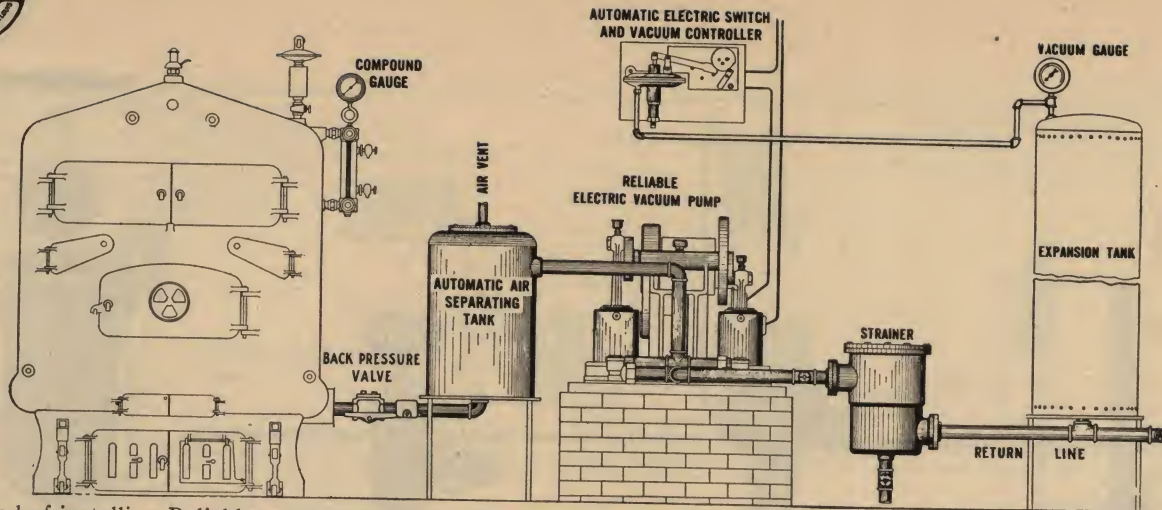 AUTOMATIC ELECTRIC SWITCH
AND VACUUM CONTROLLER
VACUUM GAUGE
COMPOUND
GAUGE
AIR VENT
RELIABLE
ELECTRIC VACUUM PUMP
EXPANSION TANK
AUTOMATIC AIR
SEPARATING
TANK
STRAINER
BACK PRESSURE
VALVE
RETURN LINE